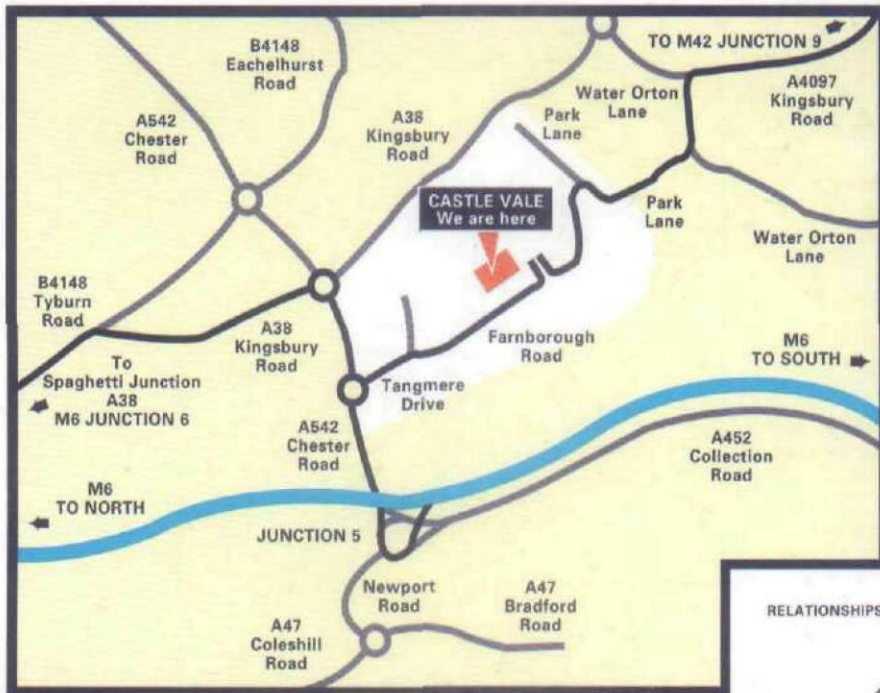 B4148
Eachelhurst
Road
TO M42 JUNCTION 9
A542
Chester
Road
A38
Kingsbury
Road
Park
Lane
Water Orton
Lane
A4097
Kingsbury
Road
CASTLE VALE
We are here
Park
Lane
Water Orton
Lane
B4148
Tyburn
Road
A38
Kingsbury
Road
Farnborough
Road
To
Spaghetti Junction
A38
M6 JUNCTION 6
Tangmere
Drive
M6
TO SOUTH
A542
Chester
Road
A452
Collection
Road
M6
TO NORTH
JUNCTION 5
Newport
Road
A47
Bradford
Road
A47
Coleshill
Road
RELATIONSHIPS